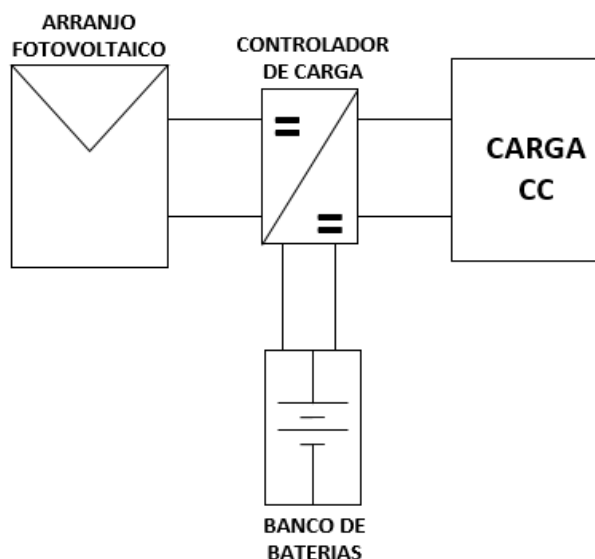 ARRANJO
FOTOVOLTAICO
CONTROLADOR
DE CARGA
CARGA
CC
BANCO DE
BATERIAS